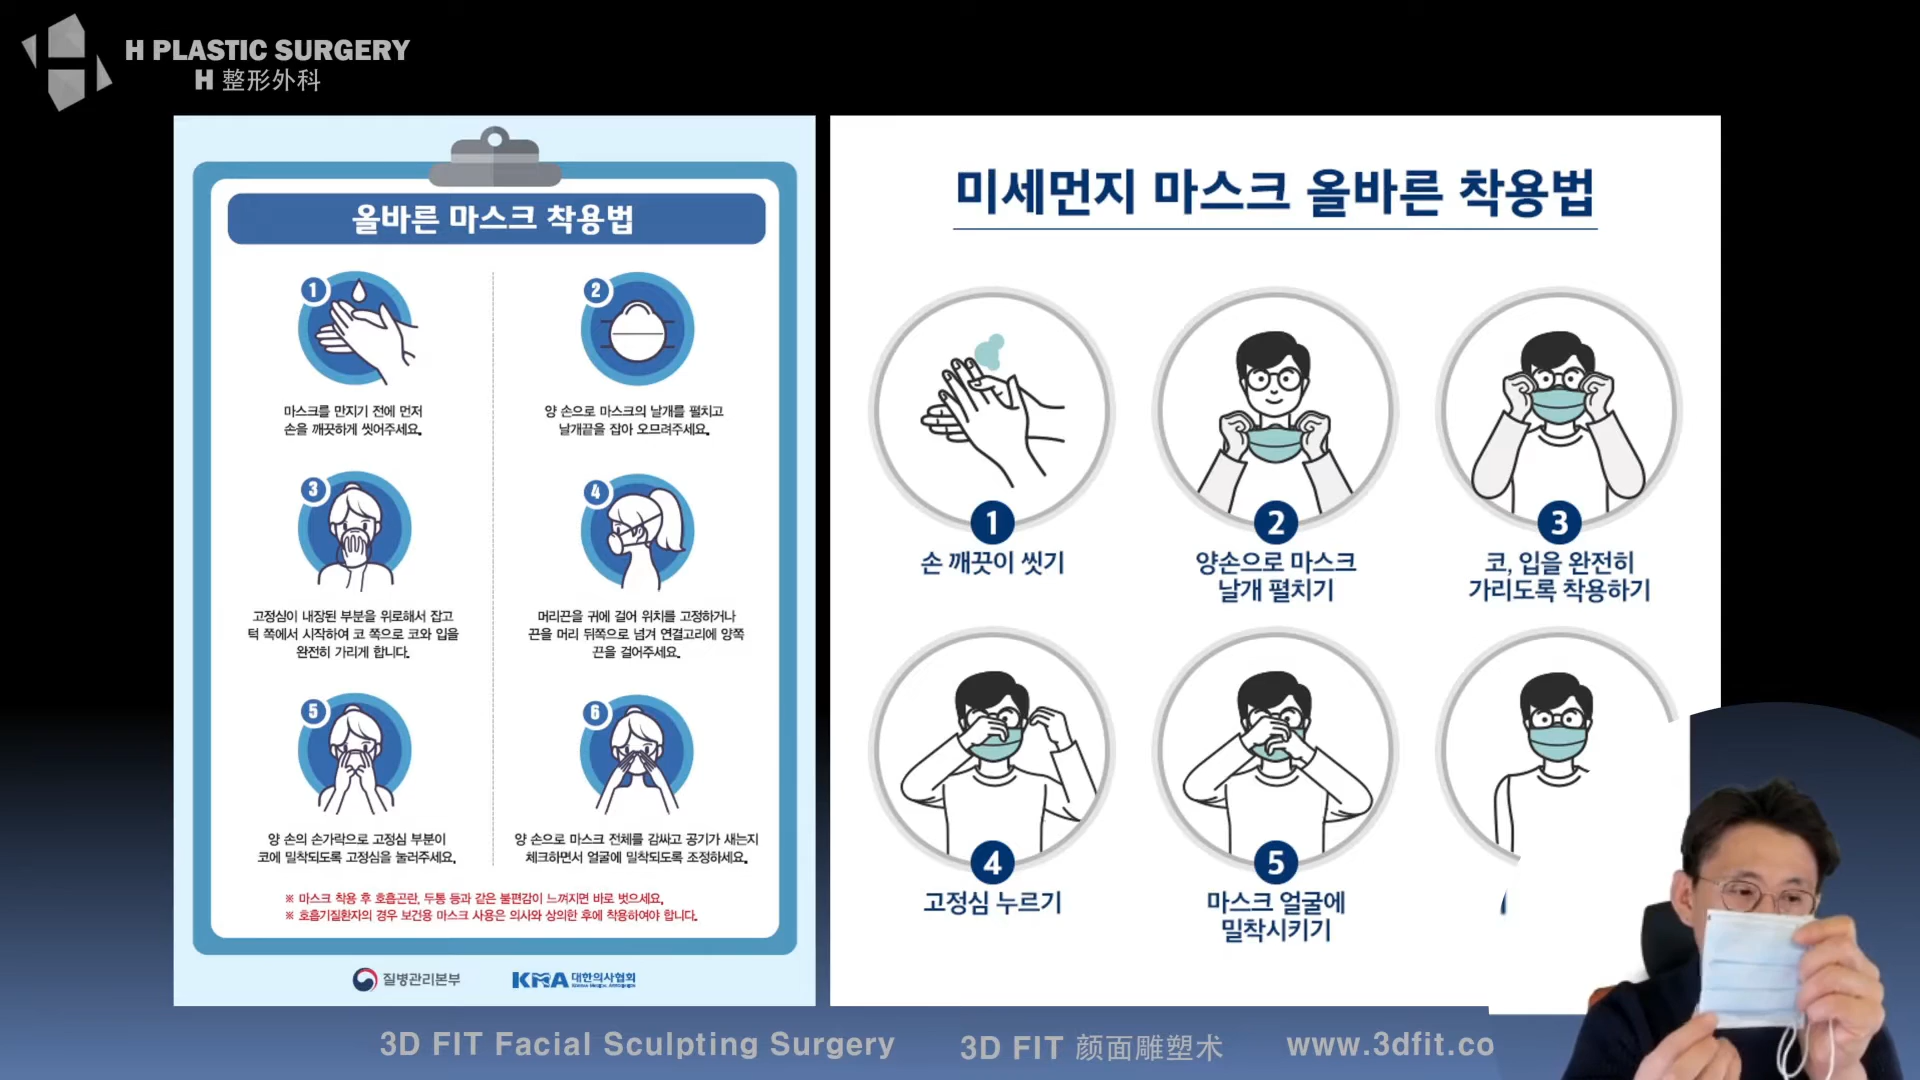 H PLASTIC SURGERY
H 整形外科
올바른 마스크 착용법
1
마스크를 만지기 전에 먼저
손을 깨끗하게 씻어주세요.
2
양 손으로 마스크의 날개를 펼치고
날개끝을 잡아 오므려주세요.
3
고정심이 내장된 부분을 위로해서 잡고
턱 쪽에서 시작하여 코 쪽으로 코와 입을
완전히 가리게 합니다.
4
머리끈을 귀에 걸어 위치를 고정하거나
끈을 머리 뒤쪽으로 넘겨 연결고리에 양쪽
끈을 걸어주세요.
5
양 손의 손가락으로 고정심 부분이
코에 밀착되도록 고정심을 눌러주세요.
6
양 손으로 마스크 전체를 감싸고 공기가 새는지
체크하면서 얼굴에 밀착되도록 조정하세요.
※ 마스크 착용 후 호흡곤란, 두통 등과 같은 불편감이 느껴지면 바로 벗으세요.
※ 호흡기질환자의 경우 보건용 마스크 사용은 의사와 상의한 후에 착용하여야 합니다.
질병관리본부
KMA 대한의사협회
미세먼지 마스크 올바른 착용법
1
손 깨끗이 씻기
2
양손으로 마스크
날개 펼치기
3
코, 입을 완전히
가리도록 착용하기
4
고정심 누르기
5
마스크 얼굴에
밀착시키기
3D FIT Facial Sculpting Surgery
3D FIT 颜面雕塑术
www.3dfit.co